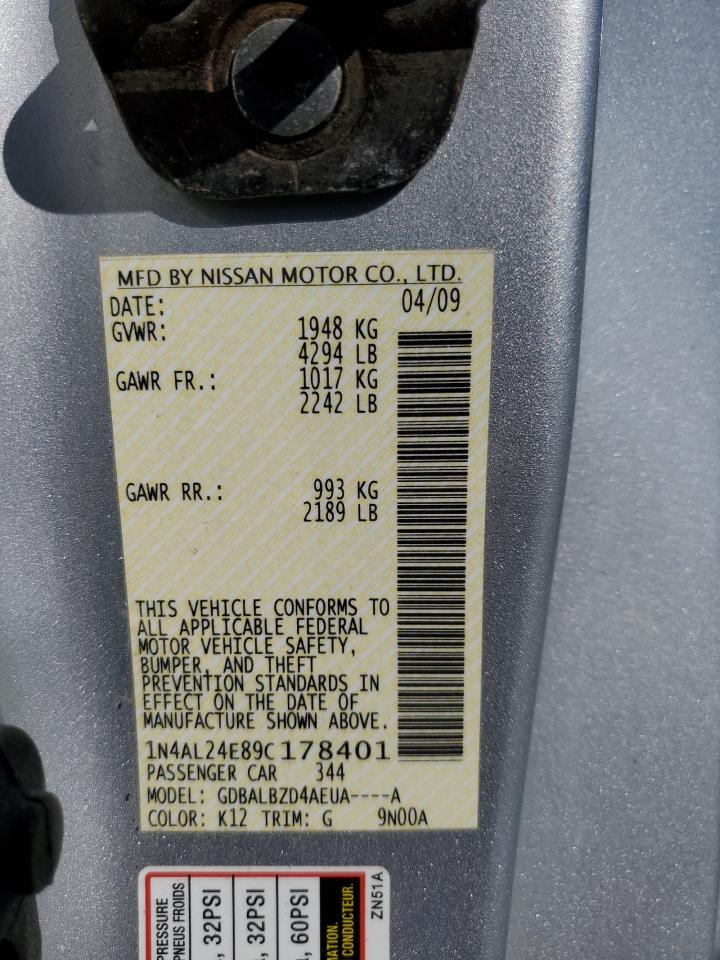 MFD BY NISSAN MOTOR CO., LTD.
DATE: 04/09
GVWR: 1948 KG
4294 LB
GAWR FR.: 1017 KG
2242 LB
GAWR RR.: 993 KG
2189 LB
THIS VEHICLE CONFORMS TO
ALL APPLICABLE FEDERAL
MOTOR VEHICLE SAFETY,
BUMPER, AND THEFT
PREVENTION STANDARDS IN
EFFECT ON THE DATE OF
MANUFACTURE SHOWN ABOVE.
1N4AL24E89C178401
PASSENGER CAR 344
MODEL: GDBALBZD4AEUA----A
COLOR: K12 TRIM: G 9N00A
PRESSURE
PNEUS FROIDS
32PSI
32PSI
60PSI
CONDUCTEUR.
ZN51A